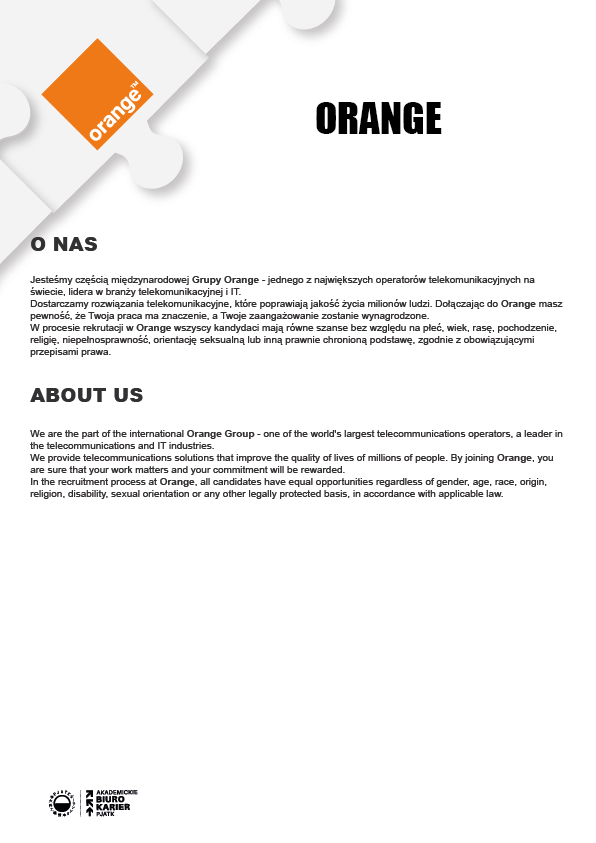 orange™
ORANGE
O NAS
Jesteśmy częścią międzynarodowej Grupy Orange - jednego z największych operatorów telekomunikacyjnych na
świecie, lidera w branży telekomunikacyjnej i IT.
Dostarczamy rozwiązania telekomunikacyjne, które poprawiają jakość życia milionów ludzi. Dołączając do Orange masz
pewność, że Twoja praca ma znaczenie, a Twoje zaangażowanie zostanie wynagrodzone.
W procesie rekrutacji w Orange wszyscy kandydaci mają równe szanse bez względu na płeć, wiek, rasę, pochodzenie,
religię, niepełnosprawność, orientację seksualną lub inną prawnie chronioną podstawę, zgodnie z obowiązującymi
przepisami prawa.
ABOUT US
We are the part of the international Orange Group - one of the world's largest telecommunications operators, a leader in
the telecommunications and IT industries.
We provide telecommunications solutions that improve the quality of lives of millions of people. By joining Orange, you
are sure that your work matters and your commitment will be rewarded.
In the recruitment process at Orange, all candidates have equal opportunities regardless of gender, age, race, origin,
religion, disability, sexual orientation or any other legally protected basis, in accordance with applicable law.
AKADEMICKIE
BIURO
KARIER
PJATK